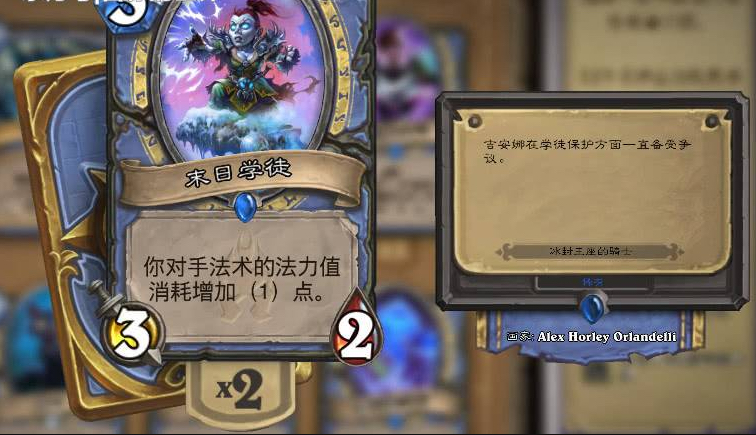 末日学徒
你对手法术的法力值
消耗增加（1）点。
3
2
x2
吉安娜在学徒保护方面一直备受争
议。
冰封王座的骑士
画家: Alex Horley Orlandelli